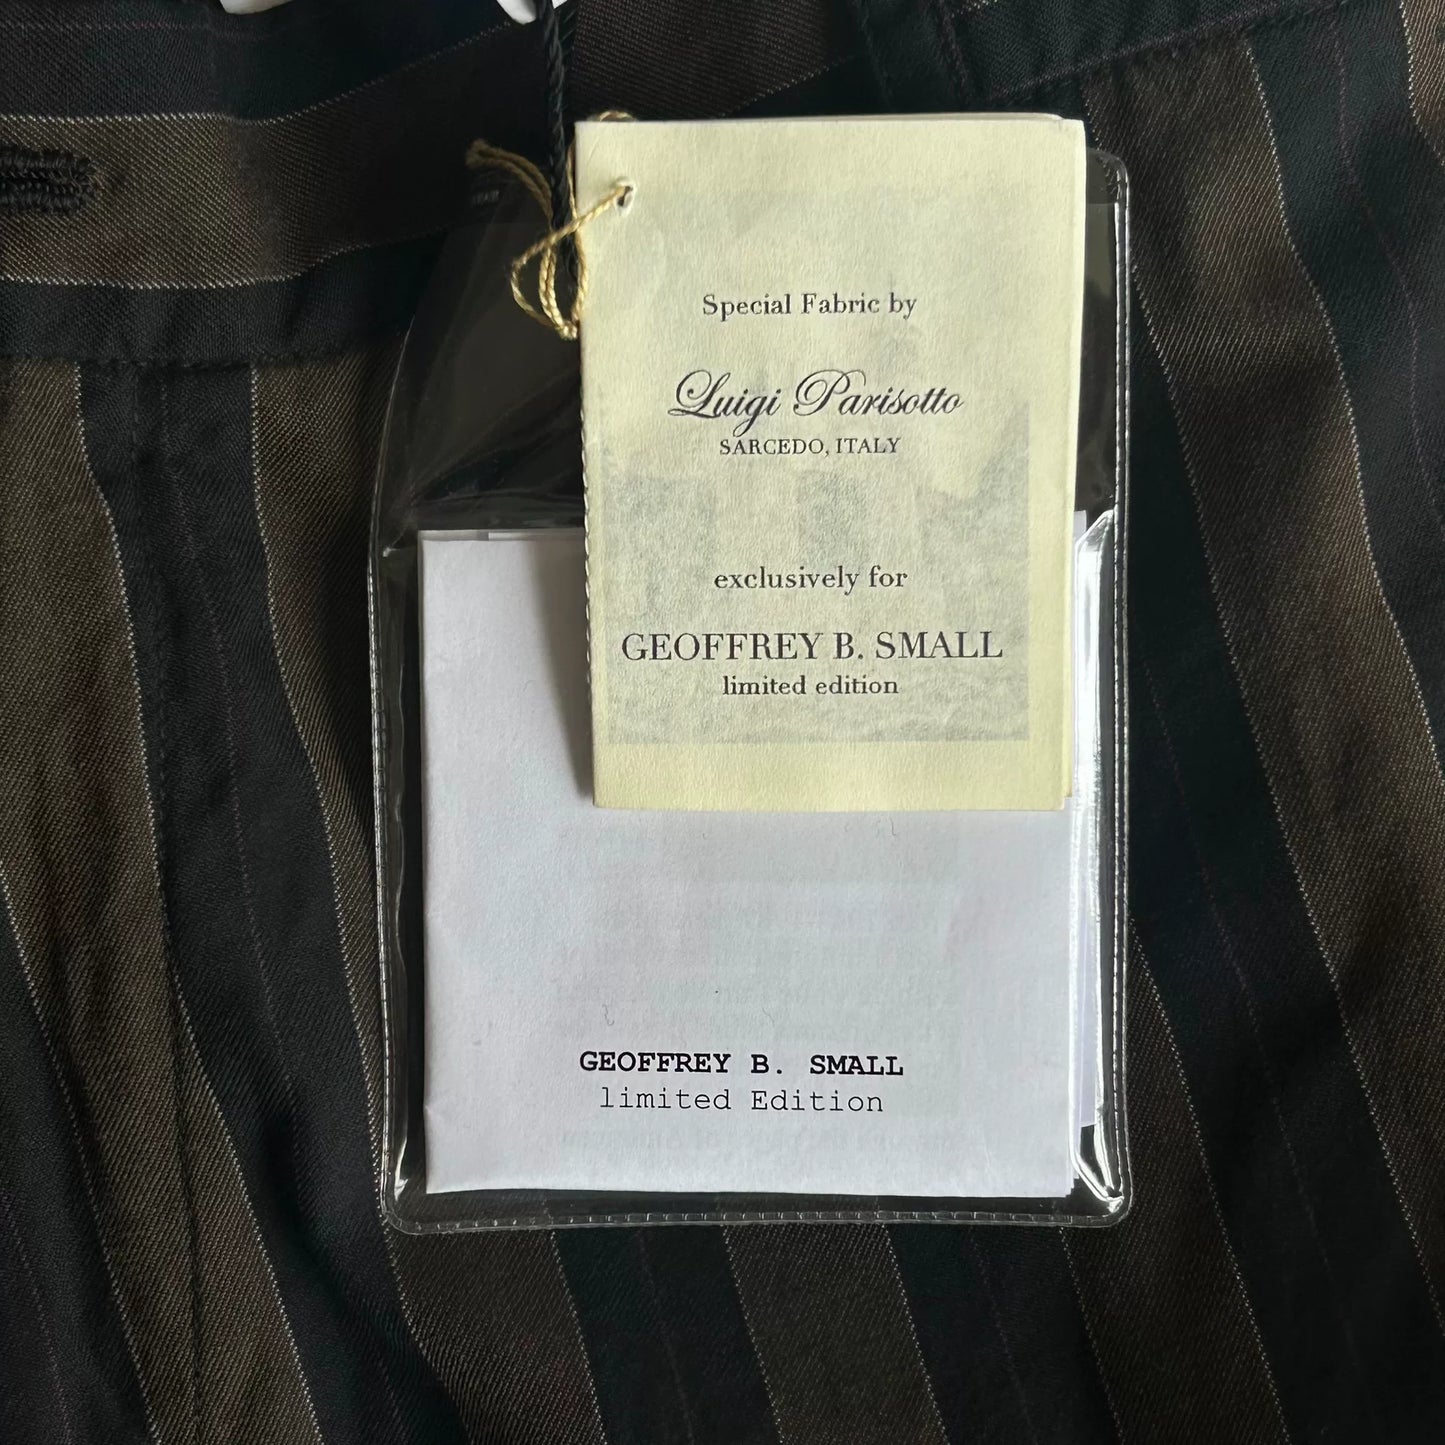 Special Fabric by
Luigi Parisotto
SARCEDO, ITALY
exclusively for
GEOFFREY B. SMALL
limited edition
GEOFFREY B. SMALL
limited Edition